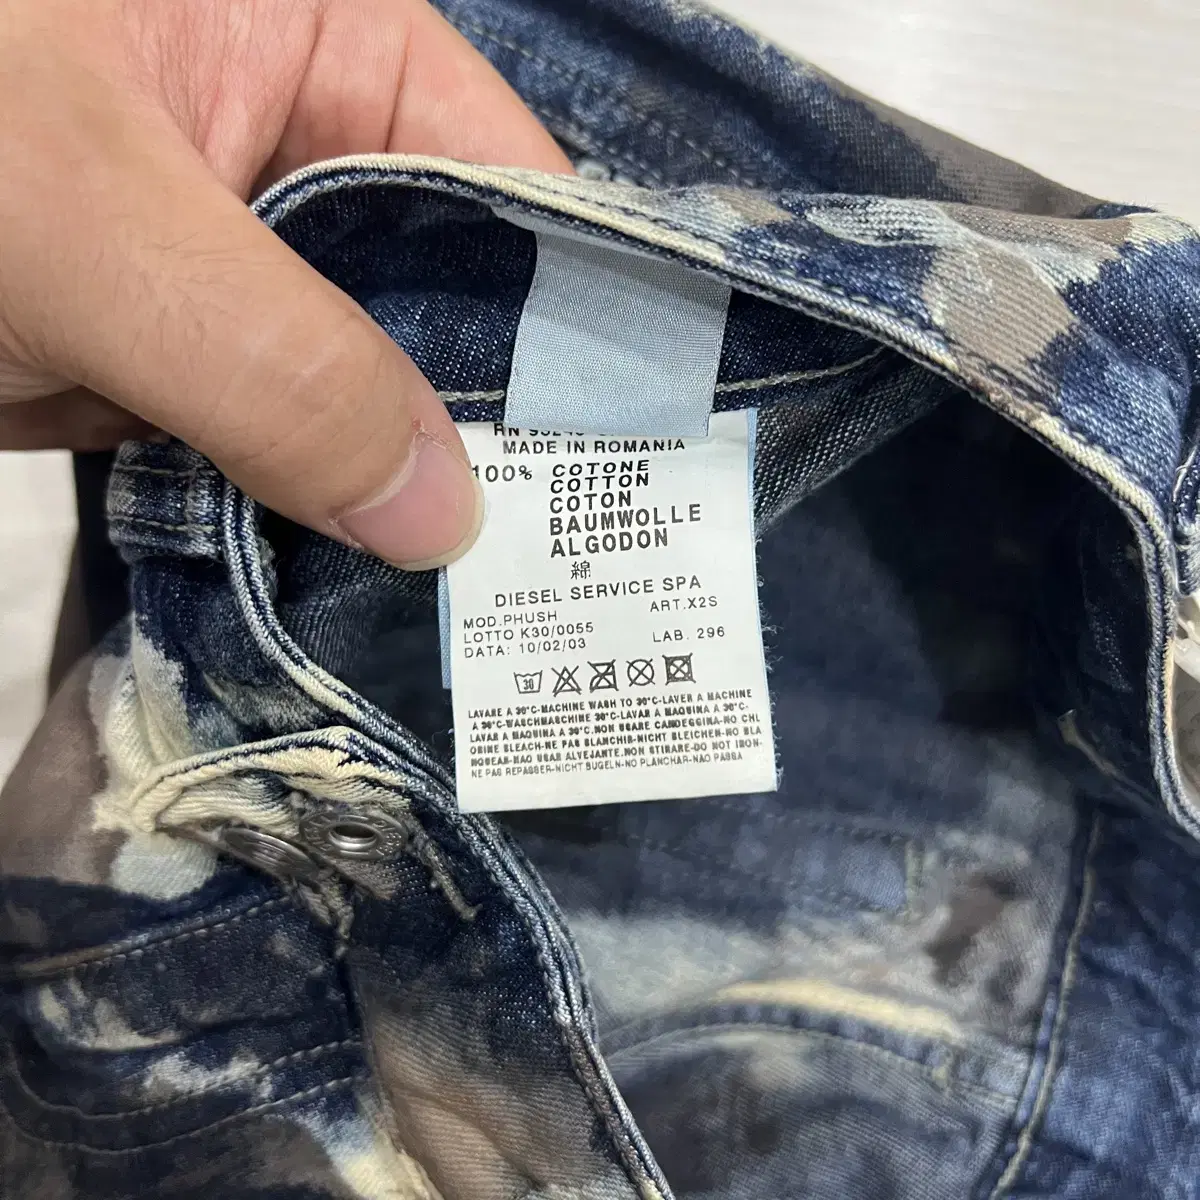 MADE IN ROMANIA
100% COTONE
COTTON
COTON
BAUMWOLLE
ALGODON
綿
DIESEL SERVICE SPA
MOD.PHUSH ART.X2S
LOTTO K30/0055
DATA: 10/02/03 LAB. 296
30
LAVARE A 30°C-MACHINE WASH TO 30°C-LAVER A MACHINE
A 30°C-WASCHMASCHINE 30°C-LAVAR A MAQUINA A 30°C-
LAVAR A MAQUINA A 30°C.NON USARE CANDEGGINA-NO CHL
ORINE BLEACH-NE PAS BLANCHIR-NICHT BLEICHEN-NO BLA
NQUEAR-NAO USAR ALVEJANTE.NON STIRARE-DO NOT IRON-
NE PAS REPASSER-NICHT BUGELN-NO PLANCHAR-NAO PASSA